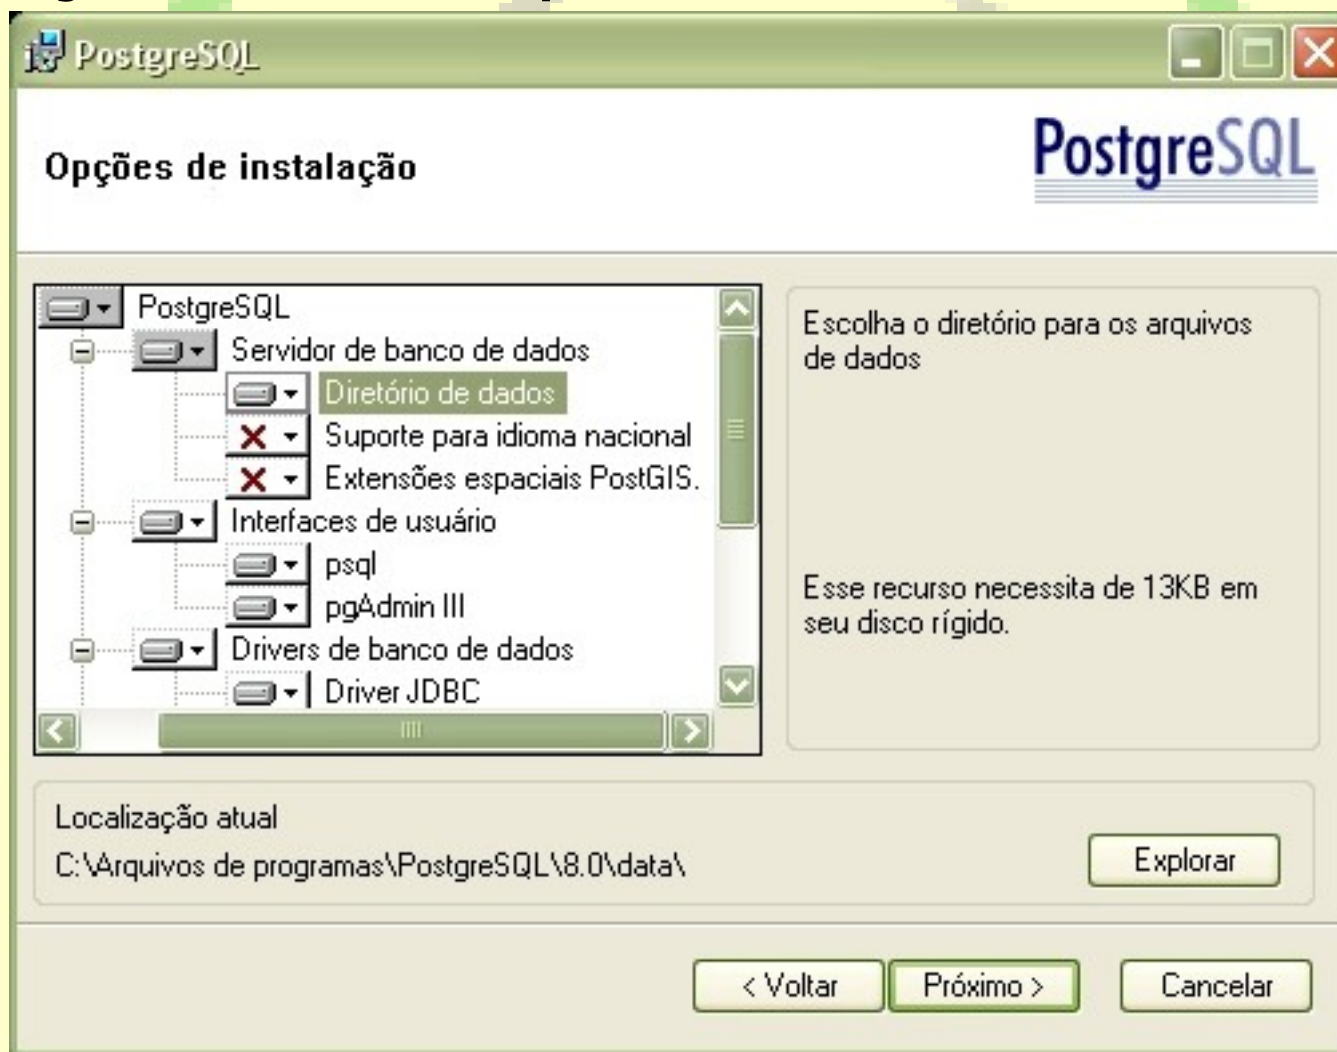 PostgreSQL
Opções de instalação
PostgreSQL
PostgreSQL
Servidor de banco de dados
Diretório de dados
Suporte para idioma nacional
Extensões espaciais PostGIS.
Interfaces de usuário
psql
pgAdmin III
Drivers de banco de dados
Driver JDBC
Escolha o diretório para os arquivos
de dados
Esse recurso necessita de 13KB em
seu disco rígido.
Localização atual
C:\Arquivos de programas\PostgreSQL\8.0\data\
Explorar
< Voltar
Próximo >
Cancelar